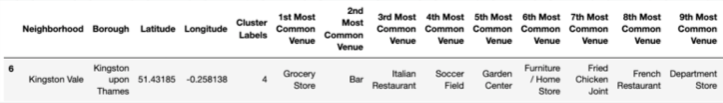 Neighborhood Borough Latitude Longitude Cluster Labels 1st Most Common Venue 2nd Most Common Venue 3rd Most Common Venue 4th Most Common Venue 5th Most Common Venue 6th Most Common Venue 7th Most Common Venue 8th Most Common Venue 9th Most Common Venue
6 Kingston Vale Kingston upon Thames 51.43185 -0.258138 4 Grocery Store Bar Italian Restaurant Soccer Field Garden Center Furniture / Home Store Fried Chicken Joint French Restaurant Department Store